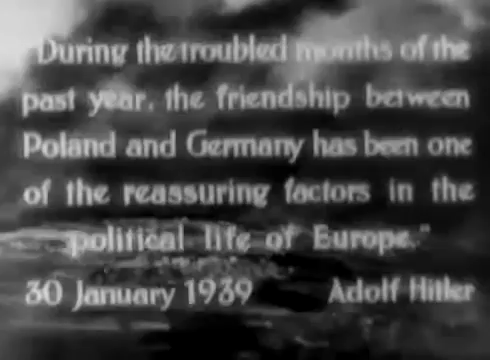 During the troubled months of the
past year, the friendship between
Poland and Germany has been one
of the reassuring factors in the
political life of Europe."
30 January 1939 Adolf Hitler